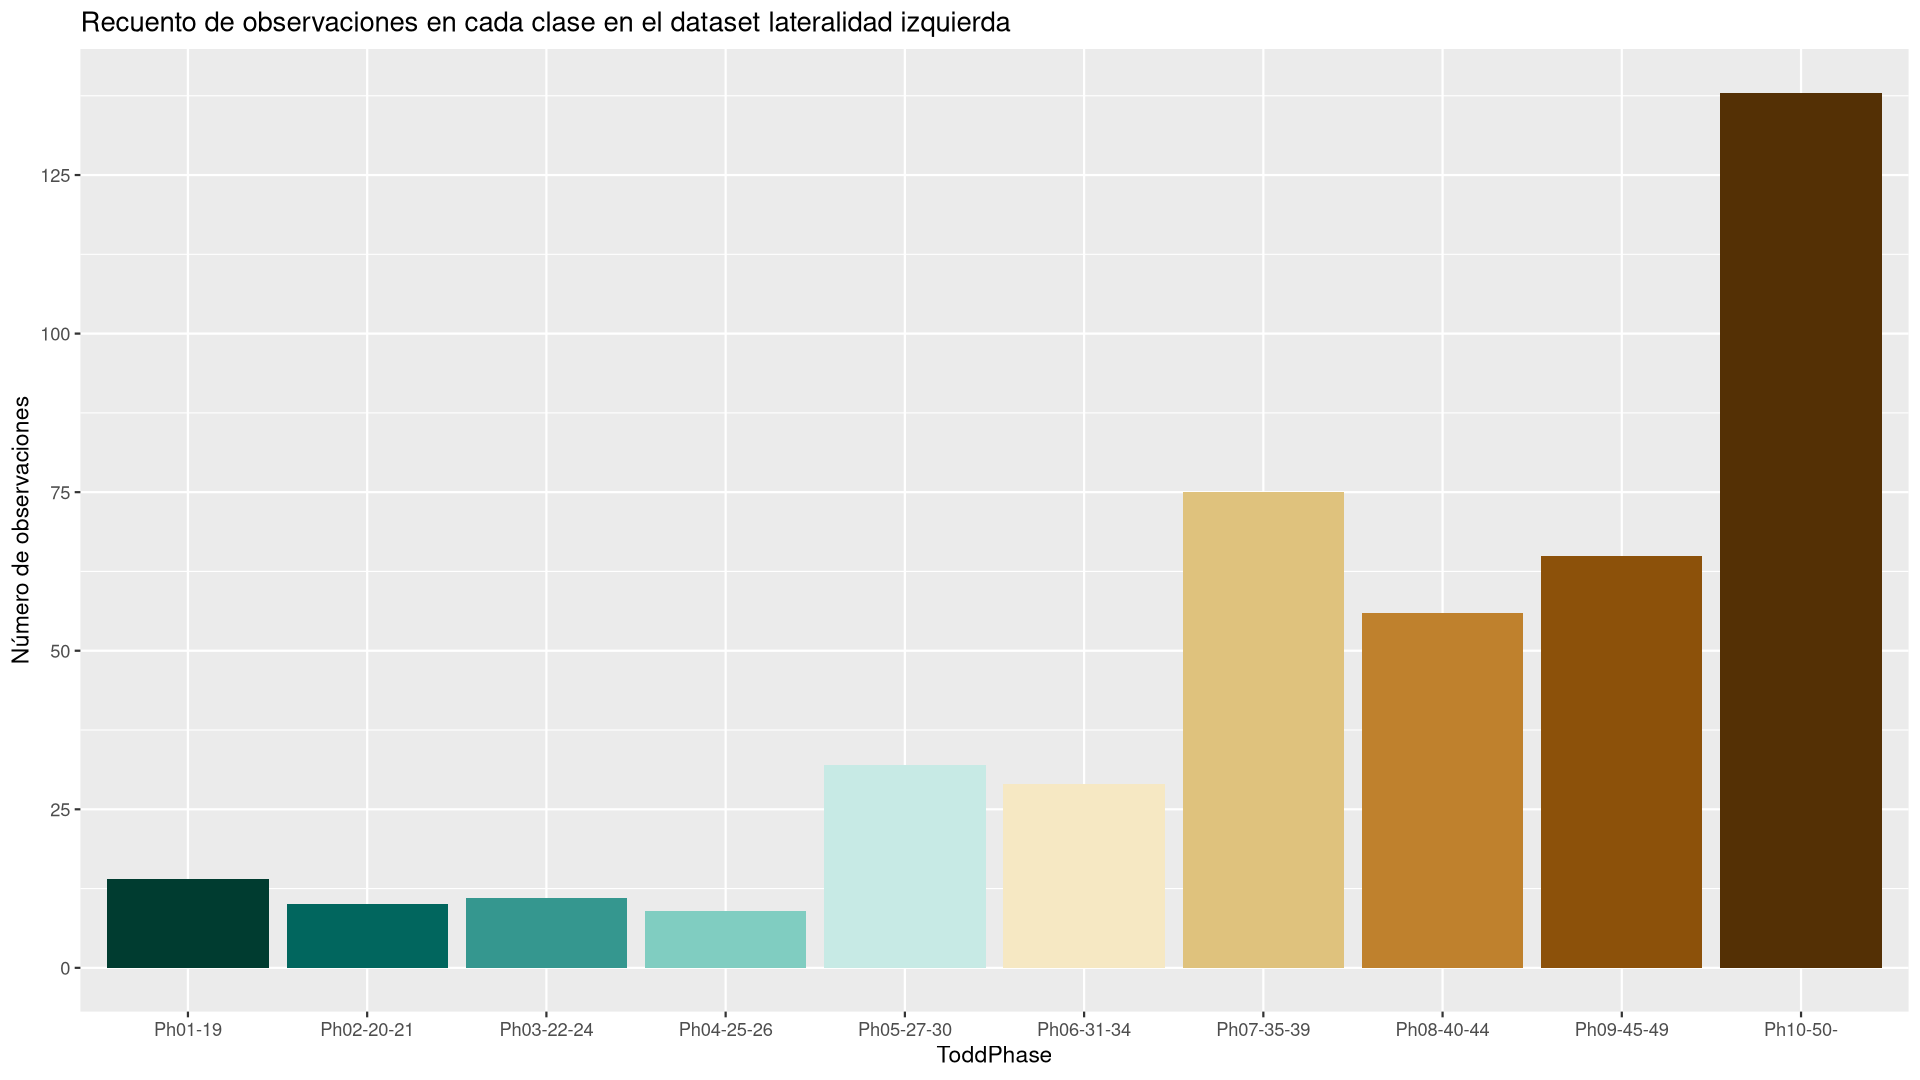 Recuento de observaciones en cada clase en el dataset lateralidad izquierda
Número de observaciones
125
100
75
50
25
0
Ph01-19 Ph02-20-21 Ph03-22-24 Ph04-25-26 Ph05-27-30 Ph06-31-34 Ph07-35-39 Ph08-40-44 Ph09-45-49 Ph10-50-
ToddPhase